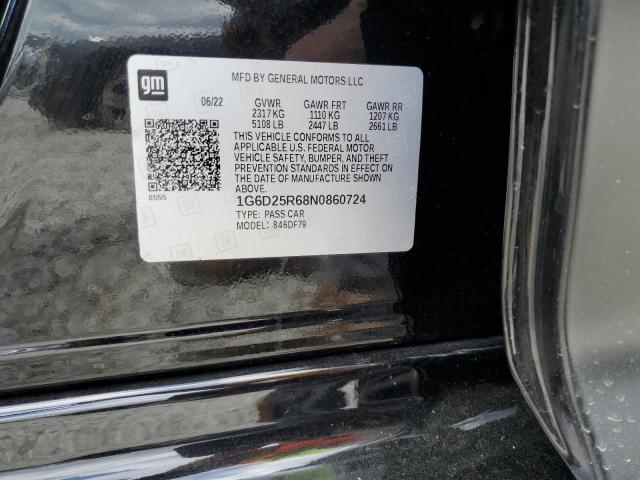 gm
MFD BY GENERAL MOTORS LLC
06/22 GVWR GAWR FRT GAWR RR
2317 KG 1110 KG 1207 KG
5108 LB 2447 LB 2661 LB
THIS VEHICLE CONFORMS TO ALL
APPLICABLE U.S. FEDERAL MOTOR
VEHICLE SAFETY, BUMPER, AND THEFT
PREVENTION STANDARDS IN EFFECT ON
THE DATE OF MANUFACTURE SHOWN
ABOVE.
8555
1G6D25R68N0860724
TYPE: PASS CAR
MODEL: 846DF79